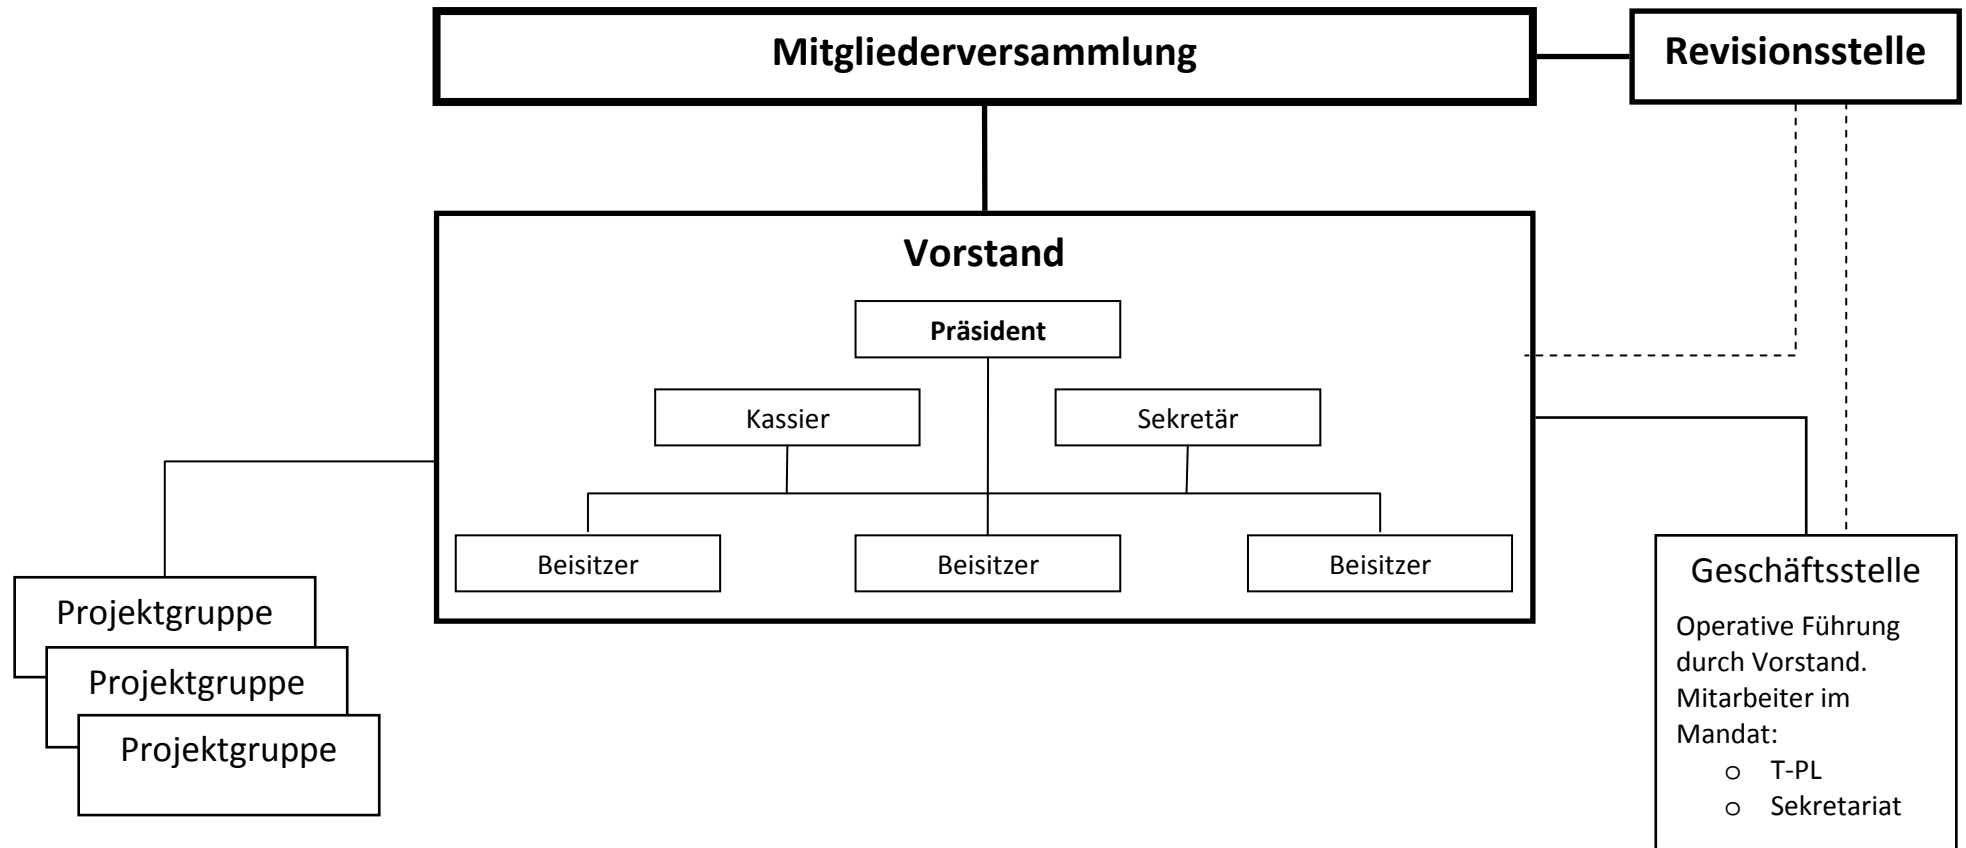 Mitgliederversammlung
Revisionsstelle
Vorstand
Präsident
Kassier
Sekretär
Beisitzer
Beisitzer
Beisitzer
Projektgruppe
Projektgruppe
Projektgruppe
Geschäftsstelle
Operative Führung
durch Vorstand.
Mitarbeiter im
Mandat:
o T-PL
o Sekretariat